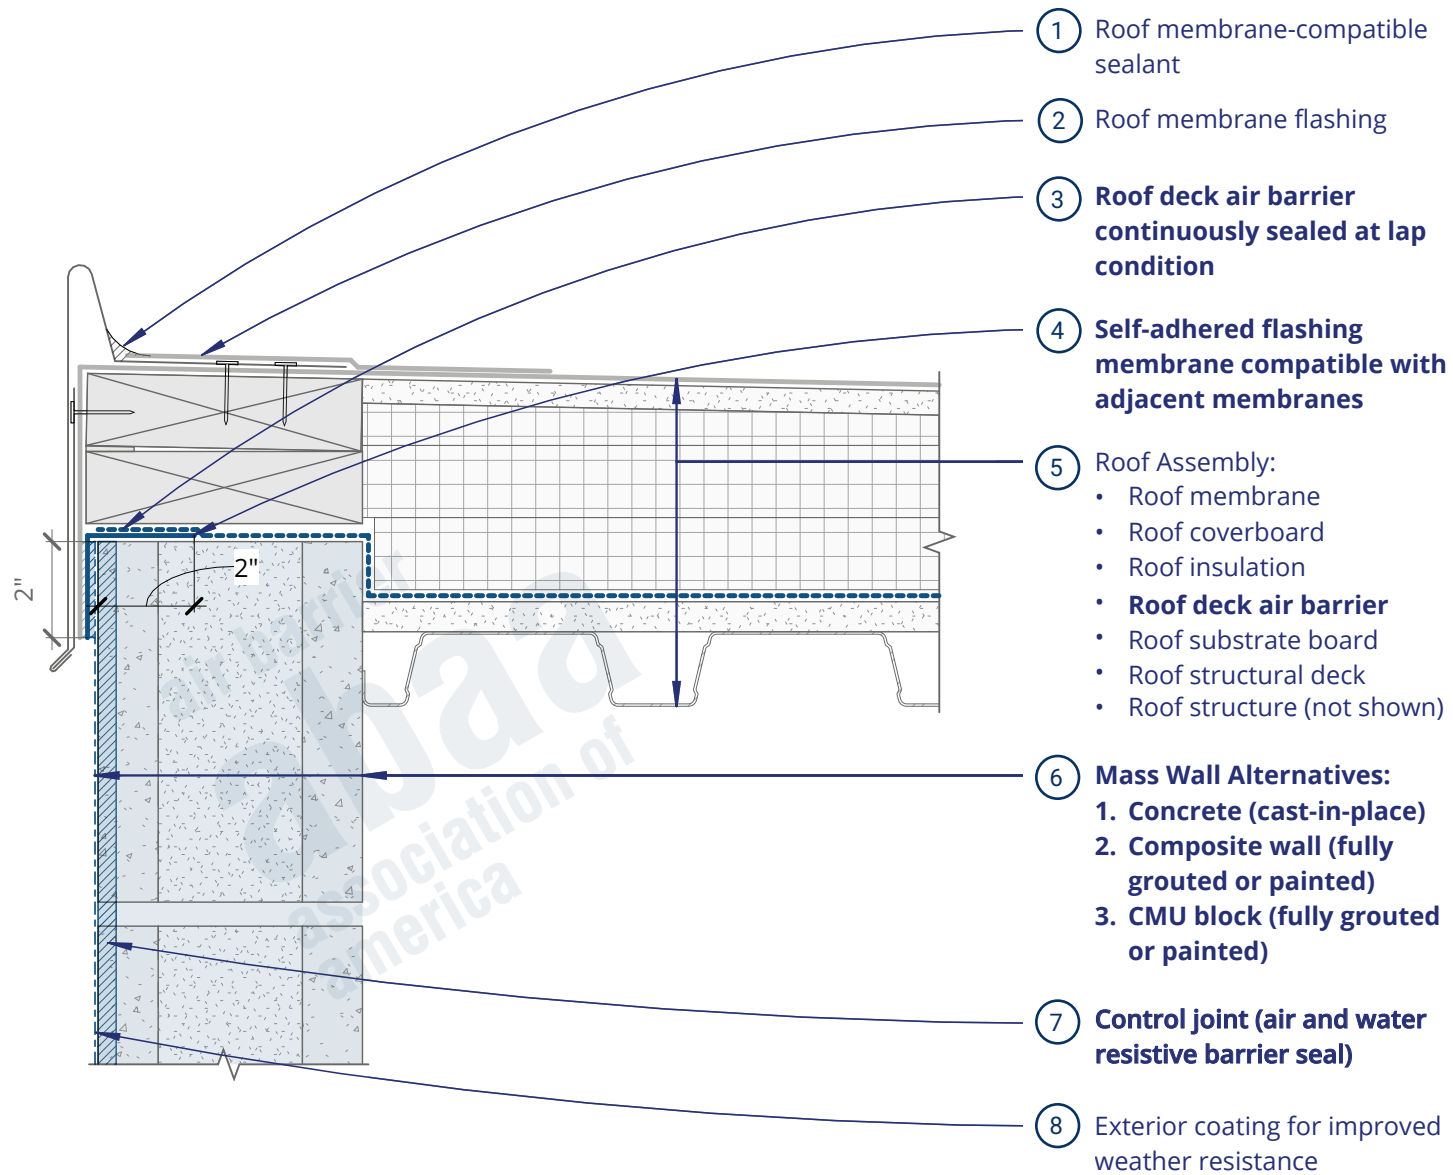 1 Roof membrane-compatible
sealant
2 Roof membrane flashing
3 Roof deck air barrier
continuously sealed at lap
condition
4 Self-adhered flashing
membrane compatible with
adjacent membranes
5 Roof Assembly:
• Roof membrane
• Roof coverboard
• Roof insulation
• Roof deck air barrier
• Roof substrate board
• Roof structural deck
• Roof structure (not shown)
6 Mass Wall Alternatives:
1. Concrete (cast-in-place)
2. Composite wall (fully
grouted or painted)
3. CMU block (fully grouted
or painted)
7 Control joint (air and water
resistive barrier seal)
8 Exterior coating for improved
weather resistance
2"
2"
air barrier
abaa
association of
america